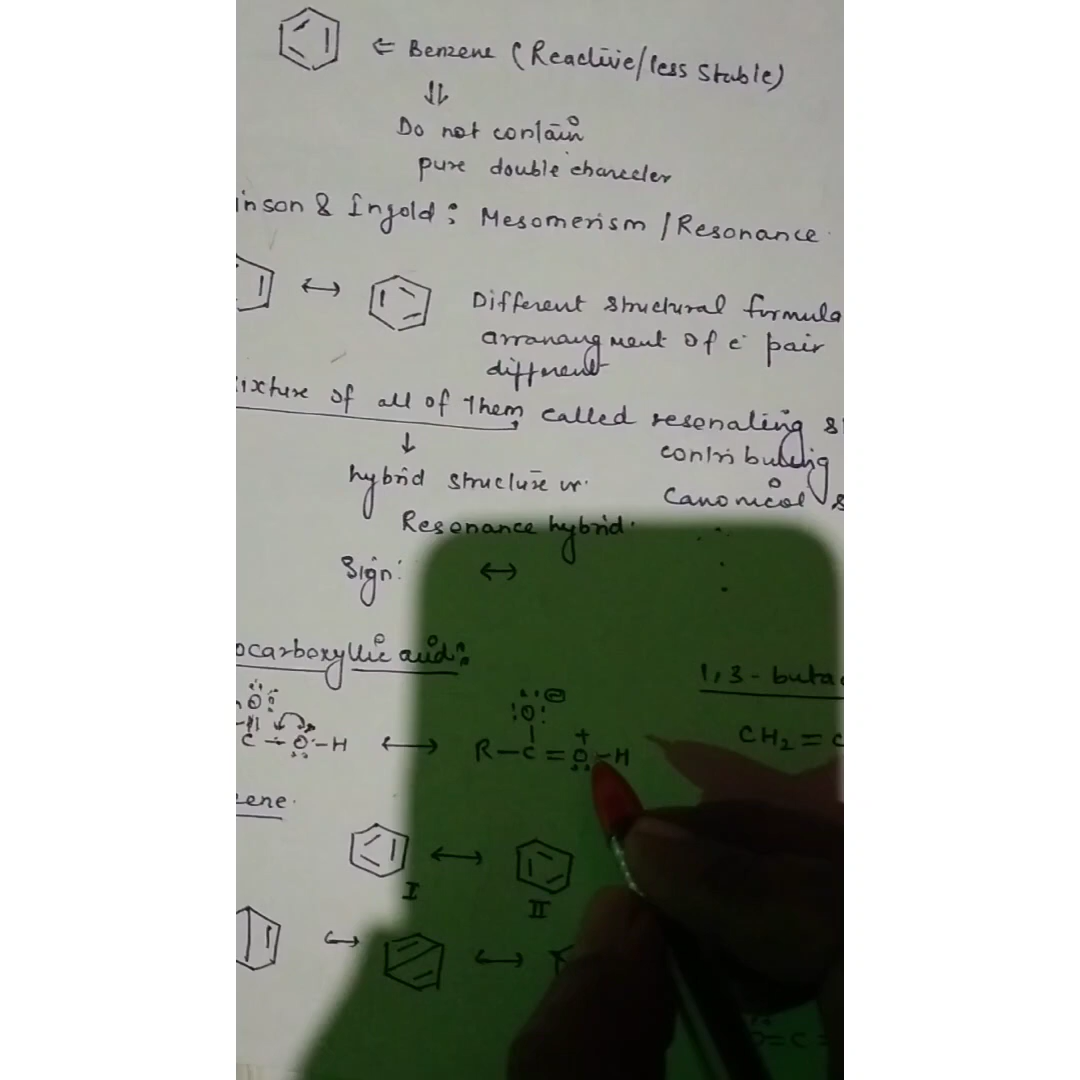 ⇐ Benzene (Reactive/less stable)
⇓
Do not contain
pure double character
inson & Ingold : Mesomerism / Resonance
↔ Different structural formula
arranangment of e⁻ pair
different
ixture of all of them, called resonating s
↓ contributing
hybrid structure or canonical s
Resonance hybrid.
Sign: ↔
ocarboxyllic acid :
1,3-buta
:O: :O:⊖
C – O – H ↔ R – C = O⁺ – H
CH₂ = C
ene.
↔
I II
↔ ↔
O=C=